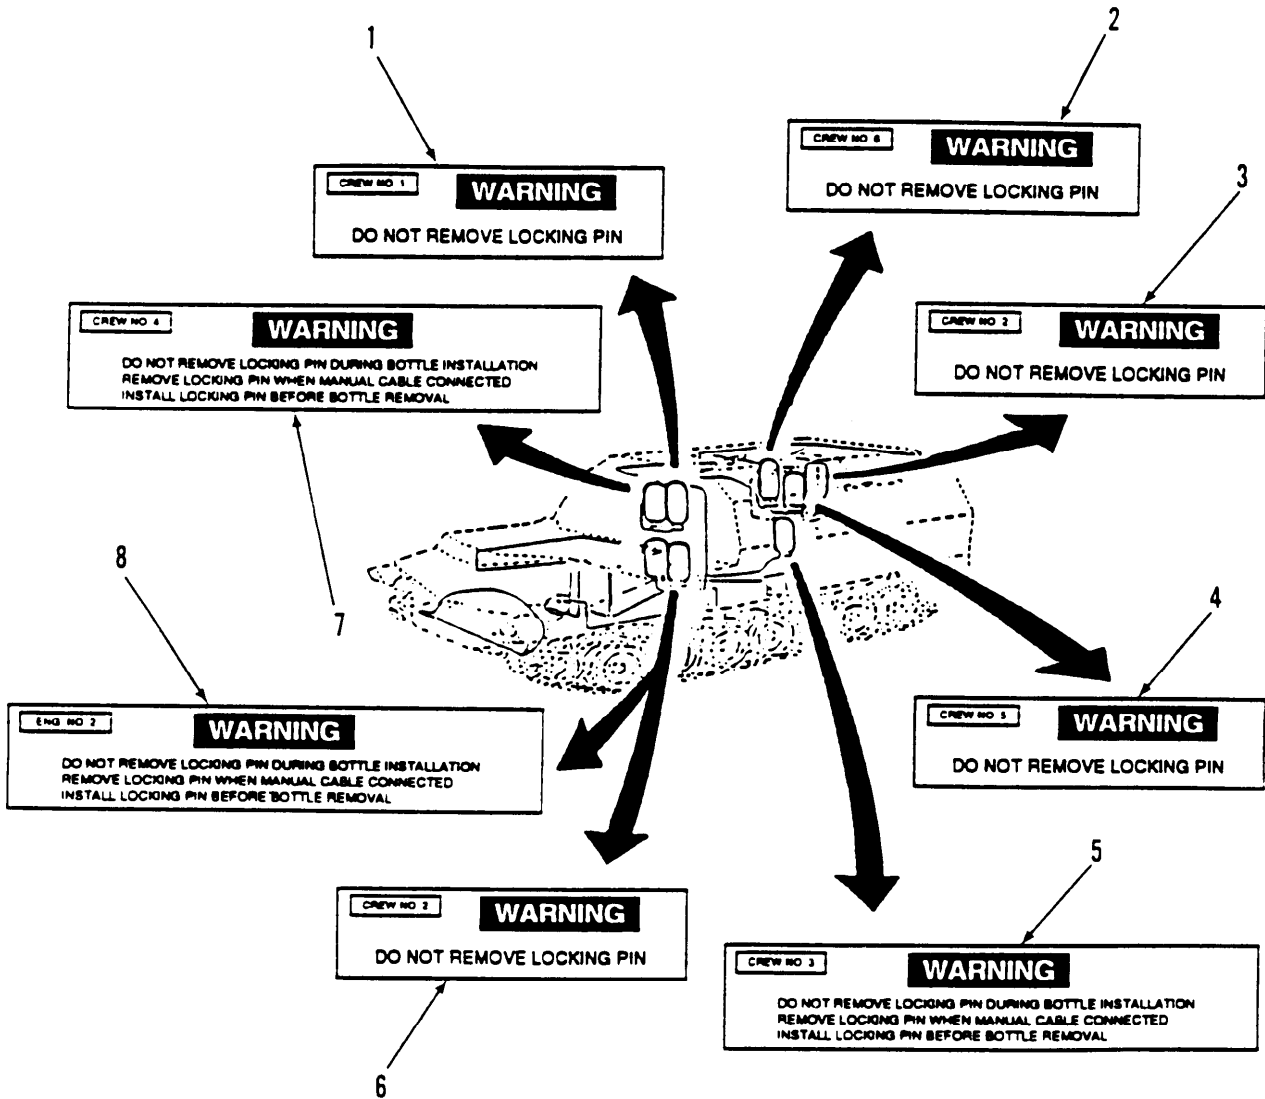 1
CREW NO. 1
WARNING
DO NOT REMOVE LOCKING PIN
2
CREW NO 6
WARNING
DO NOT REMOVE LOCKING PIN
3
CREW NO. 2
WARNING
DO NOT REMOVE LOCKING PIN
CREW NO. 4
WARNING
DO NOT REMOVE LOCKING PIN DURING BOTTLE INSTALLATION
REMOVE LOCKING PIN WHEN MANUAL CABLE CONNECTED
INSTALL LOCKING PIN BEFORE BOTTLE REMOVAL
7
8
ENG. NO. 2
WARNING
DO NOT REMOVE LOCKING PIN DURING BOTTLE INSTALLATION
REMOVE LOCKING PIN WHEN MANUAL CABLE CONNECTED
INSTALL LOCKING PIN BEFORE BOTTLE REMOVAL
4
CREW NO. 5
WARNING
DO NOT REMOVE LOCKING PIN
CREW NO. 2
WARNING
DO NOT REMOVE LOCKING PIN
6
5
CREW NO. 3
WARNING
DO NOT REMOVE LOCKING PIN DURING BOTTLE INSTALLATION
REMOVE LOCKING PIN WHEN MANUAL CABLE CONNECTED
INSTALL LOCKING PIN BEFORE BOTTLE REMOVAL